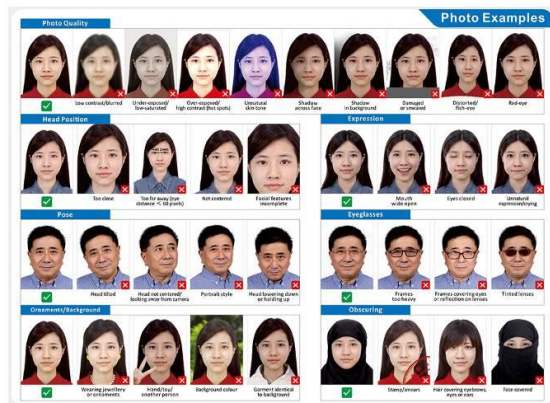 Photo Examples
Photo Quality
Low contrast/blurred
Under-exposed/
low-saturated
Over-exposed/
high contrast (hot spots)
Unnatural
skin tone
Shadow
across face
Shadow
in background
Damaged
or smeared
Distorted/
fish-eye
Red-eye
Head Position
Too close
Too far away (eye
distance < 60 pixels)
Not centered
Facial features
incomplete
Expression
Mouth
wide open
Eyes closed
Unnatural
expression/crying
Pose
Head tilted
Head not centered/
looking away from camera
Portrait style
Head lowering down
or holding up
Eyeglasses
Frames
too heavy
Frames covering eyes
or reflection on lenses
Tinted lenses
Ornaments/Background
Wearing jewellery
or ornaments
Hand/toy/
another person
Background colour
Garment identical
to background
Obscuring
Stamp/smears
Hair covering eyebrows,
eyes or ears
Face covered